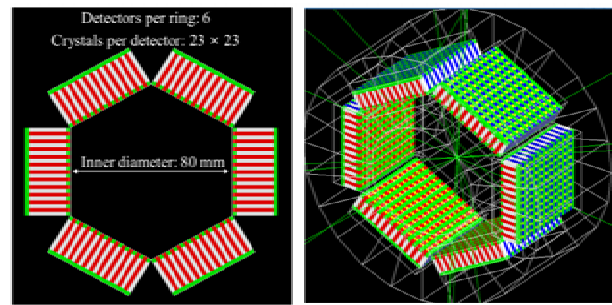 Detectors per ring: 6
Crystals per detector: 23 × 23
Inner diameter: 80 mm